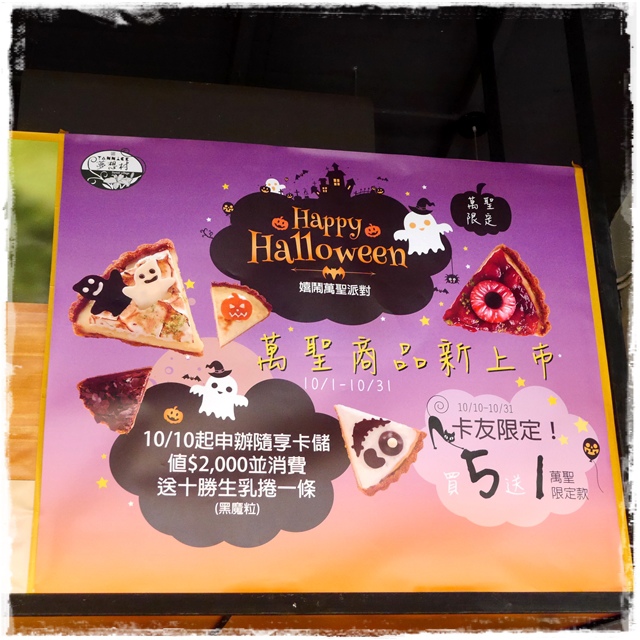 夢想村
萬聖
限定
Happy
Halloween
嬉鬧萬聖派對
萬聖商品新上市
10/1-10/31
10/10起申辦隨享卡儲
值$2,000並消費
送十勝生乳捲一條
(黑魔粒)
10/10-10/31
卡友限定！
買5送1 萬聖
限定款